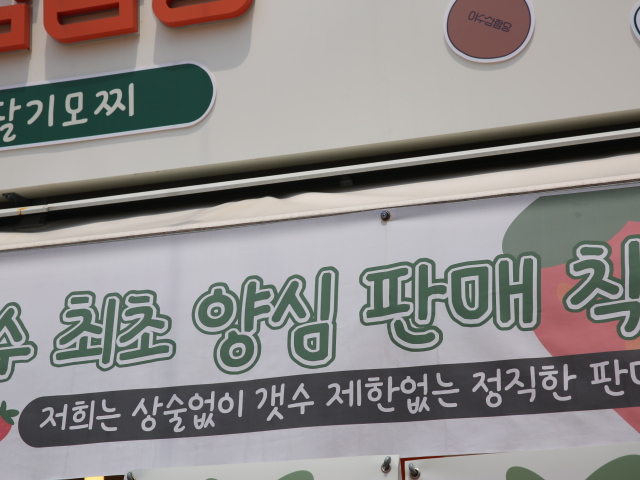 딸기모찌
수 최초 양심 판매 착
저희는 상술없이 갯수 제한없는 정직한 판매